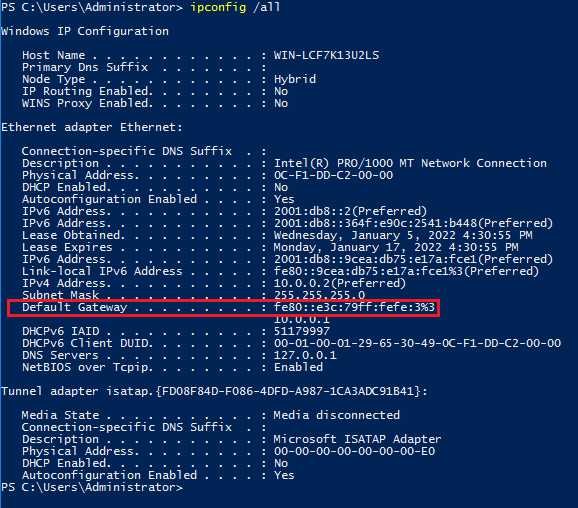 PS C:\Users\Administrator> ipconfig /all
Windows IP Configuration
Host Name . . . . . . . . . . . . : WIN-LCF7K13U2LS
Primary Dns Suffix . . . . . . . :
Node Type . . . . . . . . . . . . : Hybrid
IP Routing Enabled. . . . . . . . : No
WINS Proxy Enabled. . . . . . . . : No
Ethernet adapter Ethernet:
Connection-specific DNS Suffix . :
Description . . . . . . . . . . . : Intel(R) PRO/1000 MT Network Connection
Physical Address. . . . . . . . . : 0C-F1-DD-C2-00-00
DHCP Enabled. . . . . . . . . . . : No
Autoconfiguration Enabled . . . . : Yes
IPv6 Address. . . . . . . . . . . : 2001:db8::2(Preferred)
IPv6 Address. . . . . . . . . . . : 2001:db8::364f:e90c:2541:b448(Preferred)
Lease Obtained. . . . . . . . . . : Wednesday, January 5, 2022 4:30:55 PM
Lease Expires . . . . . . . . . . : Monday, January 17, 2022 4:30:55 PM
IPv6 Address. . . . . . . . . . . : 2001:db8::9cea:db75:e17a:fce1(Preferred)
Link-local IPv6 Address . . . . . : fe80::9cea:db75:e17a:fce1%3(Preferred)
IPv4 Address. . . . . . . . . . . : 10.0.0.2(Preferred)
Subnet Mask . . . . . . . . . . . : 255.255.255.0
Default Gateway . . . . . . . . . : fe80::e3c:79ff:fefe:3%3
10.0.0.1
DHCPv6 IAID . . . . . . . . . . . : 51179997
DHCPv6 Client DUID. . . . . . . . : 00-01-00-01-29-65-30-49-0C-F1-DD-C2-00-00
DNS Servers . . . . . . . . . . . : 127.0.0.1
NetBIOS over Tcpip. . . . . . . . : Enabled
Tunnel adapter isatap.{FD08F84D-F086-4DFD-A987-1CA3ADC91B41}:
Media State . . . . . . . . . . . : Media disconnected
Connection-specific DNS Suffix . :
Description . . . . . . . . . . . : Microsoft ISATAP Adapter
Physical Address. . . . . . . . . : 00-00-00-00-00-00-00-E0
DHCP Enabled. . . . . . . . . . . : No
Autoconfiguration Enabled . . . . : Yes
PS C:\Users\Administrator>